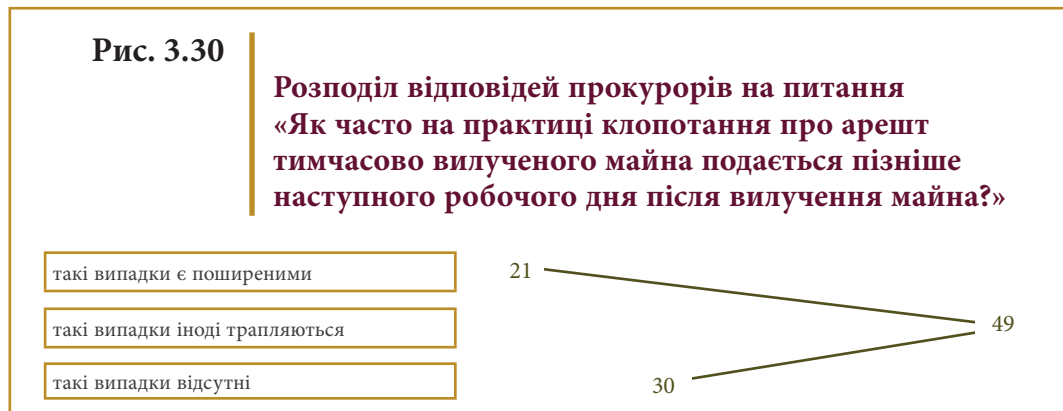 Рис. 3.30
Розподіл відповідей прокурорів на питання
«Як часто на практиці клопотання про арешт
тимчасово вилученого майна подається пізніше
наступного робочого дня після вилучення майна?»
такі випадки є поширеними
21
такі випадки іноді трапляються
49
такі випадки відсутні
30